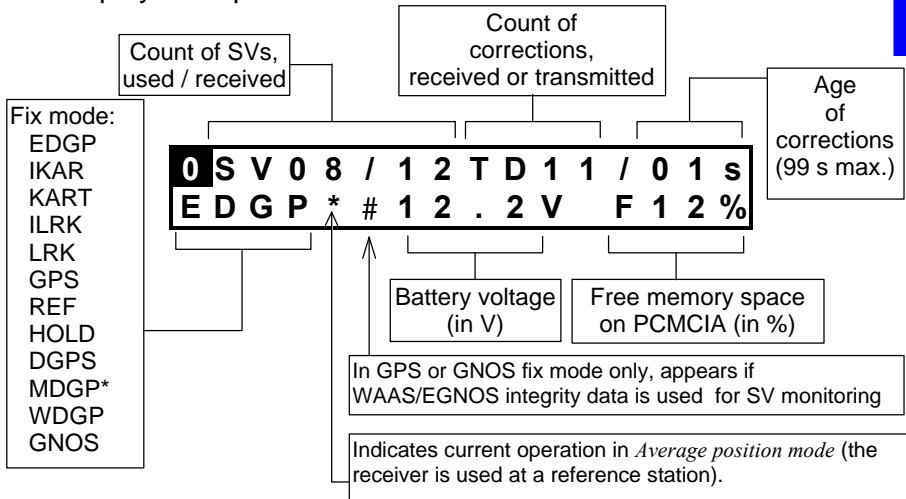 Count of SVs,
used / received
Count of
corrections,
received or transmitted
Age
of
corrections
(99 s max.)
Fix mode:
EDGP
IKAR
KART
ILRK
LRK
GPS
REF
HOLD
DGPS
MDGP*
WDGP
GNOS
0SV08/12TD11/01s
EDGP*#12.2V F12%
Battery voltage
(in V)
Free memory space
on PCMCIA (in %)
In GPS or GNOS fix mode only, appears if
WAAS/EGNOS integrity data is used for SV monitoring
Indicates current operation in Average position mode (the
receiver is used at a reference station).